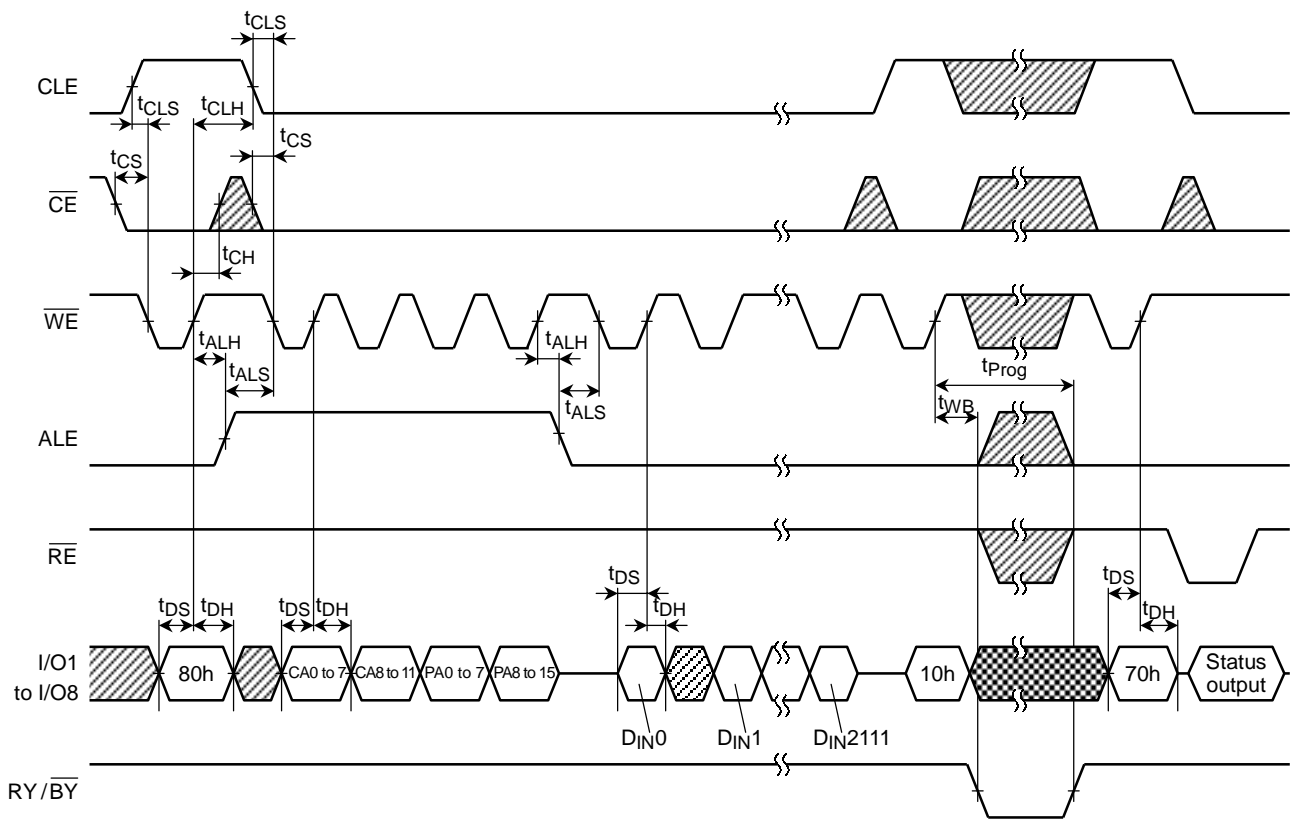 tCLS
CLE
tCLS
tCLH
tCS
tCS
CE
tCH
WE
tALH
tALH
tProg
tALS
tALS
tWB
ALE
RE
tDS
tDS
tDS
tDH
tDS
tDH
tDH
tDH
I/O1
to I/O8
80h
CA0 to 7
CA8 to 11
PA0 to 7
PA8 to 15
10h
70h
Status
output
DIN0
DIN1
DIN2111
RY/BY